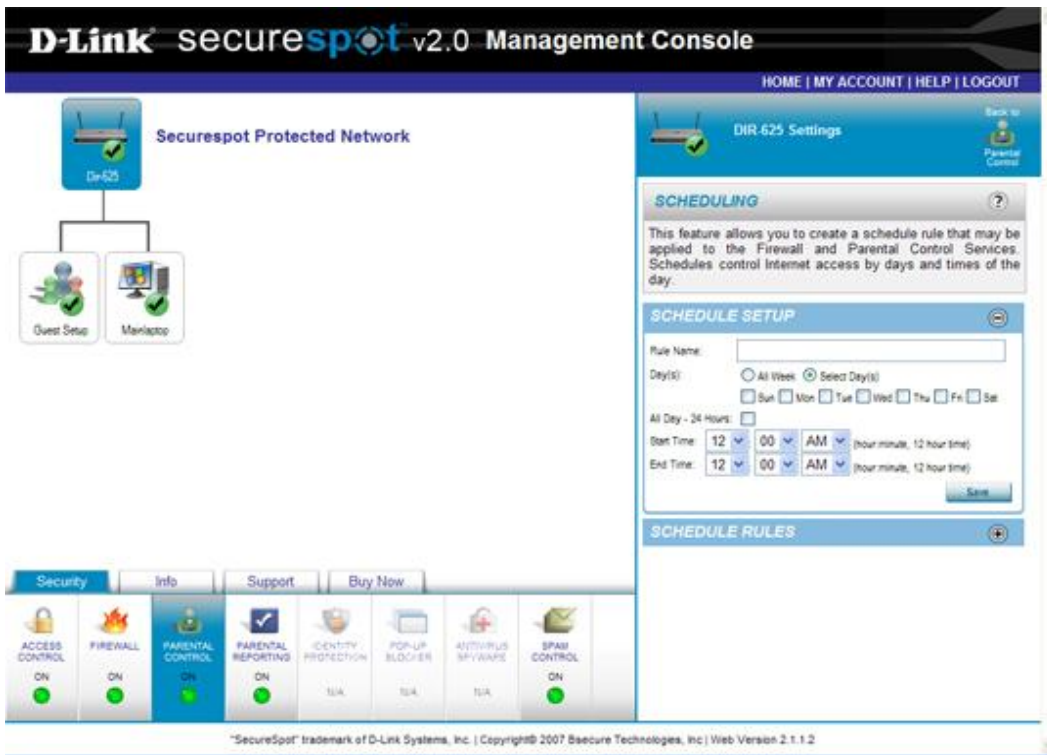 D-Link securespot v2.0 Management Console
HOME | MY ACCOUNT | HELP | LOGOUT
Dir-625
Securespot Protected Network
Guest Setup
Mainlaptop
DIR-625 Settings
Back to
Parental
Control
SCHEDULING
?
This feature allows you to create a schedule rule that may be
applied to the Firewall and Parental Control Services.
Schedules control Internet access by days and times of the
day.
SCHEDULE SETUP
Rule Name:
Day(s): All Week Select Day(s)
Sun Mon Tue Wed Thu Fri Sat
All Day - 24 Hours:
Start Time: 12 00 AM (hour:minute, 12 hour time)
End Time: 12 00 AM (hour:minute, 12 hour time)
Save
SCHEDULE RULES
Security Info Support Buy Now
ACCESS CONTROL
ON
FIREWALL
ON
PARENTAL CONTROL
ON
PARENTAL REPORTING
ON
IDENTITY PROTECTION
N/A
POP-UP BLOCKER
N/A
ANTIVIRUS SPYWARE
N/A
SPAM CONTROL
ON
"SecureSpot" trademark of D-Link Systems, Inc. | Copyright© 2007 Bsecure Technologies, Inc | Web Version 2.1.1.2